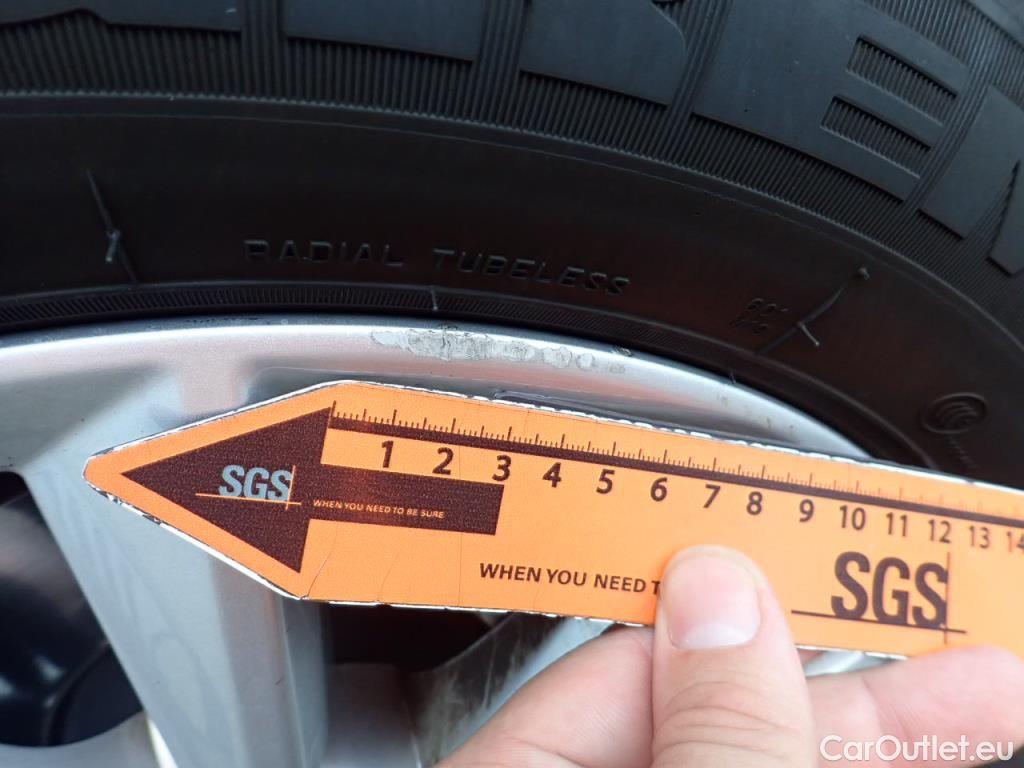 RADIAL TUBELESS
1 2 3 4 5 6 7 8 9 10 11 12 13 14
SGS
WHEN YOU NEED TO BE SURE
WHEN YOU NEED
SGS
CarOutlet.eu